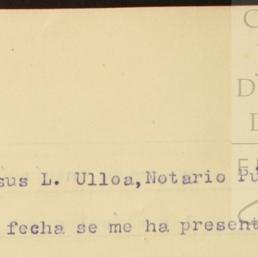 sus L. Ulloa, Notario Pú
fecha se me ha present